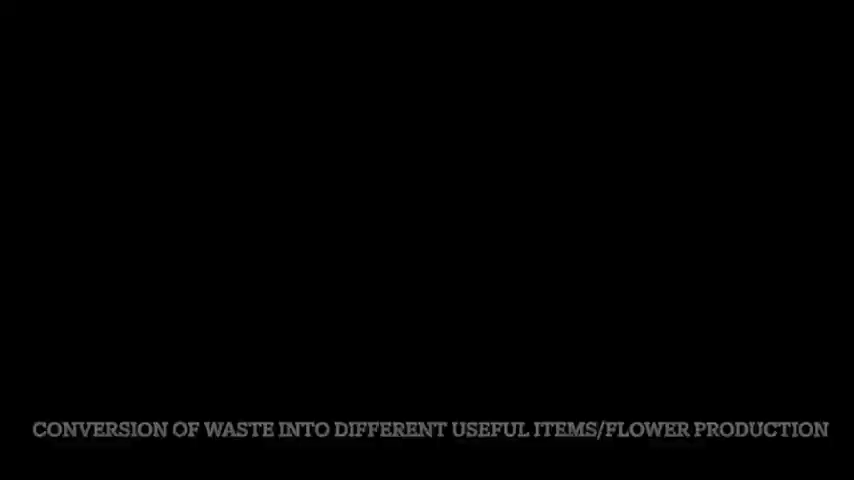 CONVERSION OF WASTE INTO DIFFERENT USEFUL ITEMS/FLOWER PRODUCTION